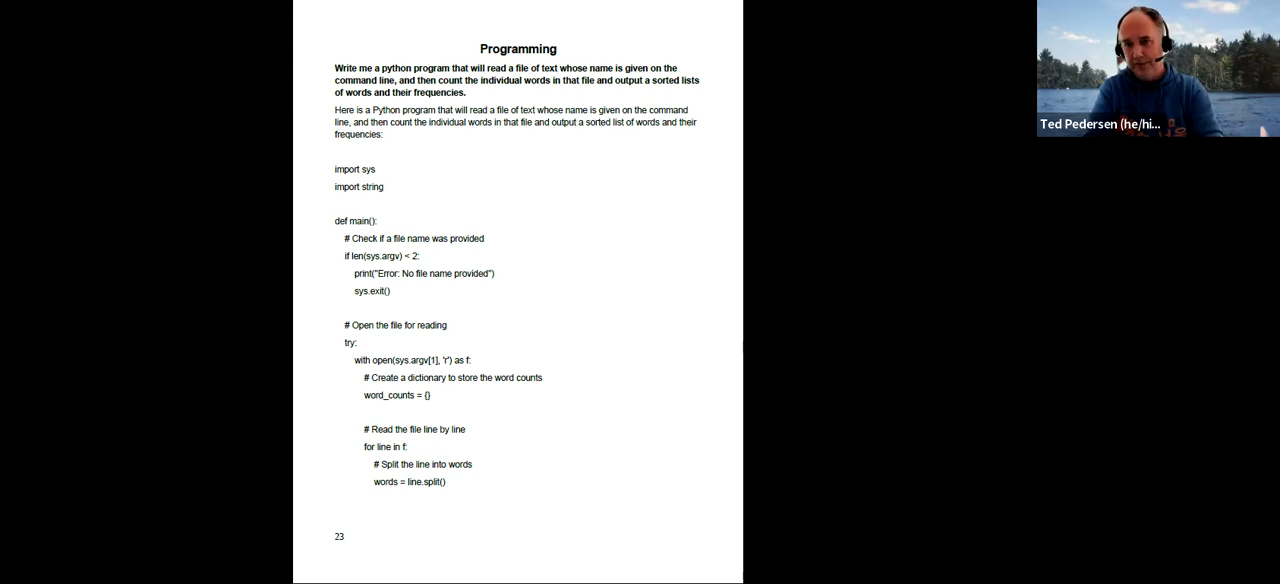 Programming
Write me a python program that will read a file of text whose name is given on the
command line, and then count the individual words in that file and output a sorted lists
of words and their frequencies.
Here is a Python program that will read a file of text whose name is given on the command
line, and then count the individual words in that file and output a sorted list of words and their
frequencies:
import sys
import string
def main():
# Check if a file name was provided
if len(sys.argv) < 2:
print("Error: No file name provided")
sys.exit()
# Open the file for reading
try:
with open(sys.argv[1], 'r') as f:
# Create a dictionary to store the word counts
word_counts = {}
# Read the file line by line
for line in f:
# Split the line into words
words = line.split()
23
Ted Pedersen (he/hi...